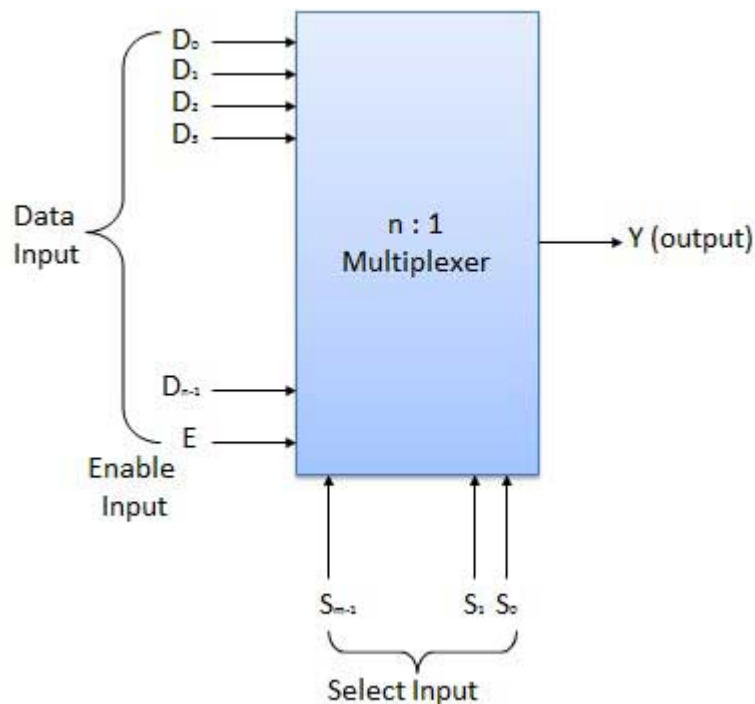 D₀
D₁
D₂
D₃
Data
Input
n : 1
Multiplexer
Y (output)
Dₙ₋₁
E
Enable
Input
Sₘ₋₁
S₁ S₀
Select Input